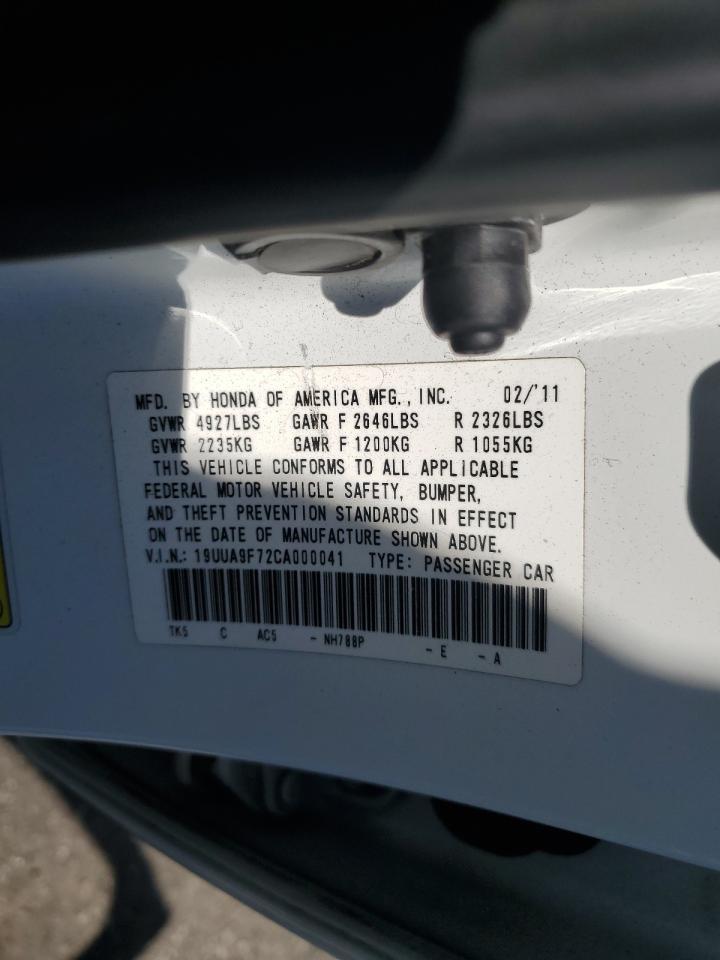 MFD. BY HONDA OF AMERICA MFG., INC. 02/'11
GVWR 4927LBS GAWR F 2646LBS R 2326LBS
GVWR 2235KG GAWR F 1200KG R 1055KG
THIS VEHICLE CONFORMS TO ALL APPLICABLE
FEDERAL MOTOR VEHICLE SAFETY, BUMPER,
AND THEFT PREVENTION STANDARDS IN EFFECT
ON THE DATE OF MANUFACTURE SHOWN ABOVE.
V.I.N.: 19UUA9F72CA000041 TYPE: PASSENGER CAR
TK5 C AC5 - NH788P - E - A